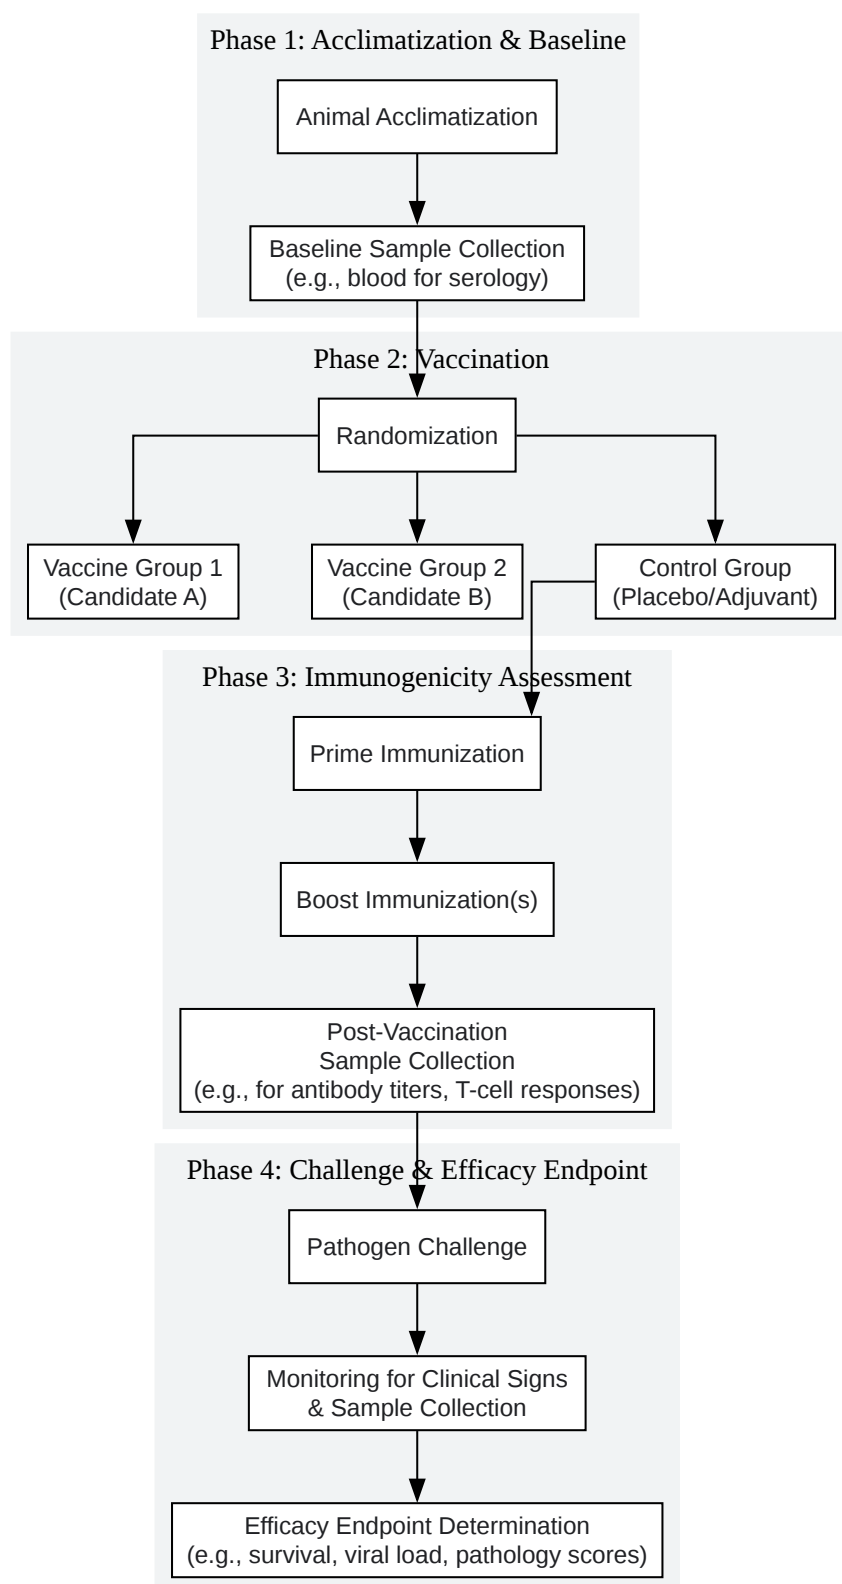 Phase 1: Acclimatization & Baseline
Animal Acclimatization
Baseline Sample Collection
(e.g., blood for serology)
Phase 2: Vaccination
Randomization
Vaccine Group 1
(Candidate A)
Vaccine Group 2
(Candidate B)
Control Group
(Placebo/Adjuvant)
Phase 3: Immunogenicity Assessment
Prime Immunization
Boost Immunization(s)
Post-Vaccination
Sample Collection
(e.g., for antibody titers, T-cell responses)
Phase 4: Challenge & Efficacy Endpoint
Pathogen Challenge
Monitoring for Clinical Signs
& Sample Collection
Efficacy Endpoint Determination
(e.g., survival, viral load, pathology scores)